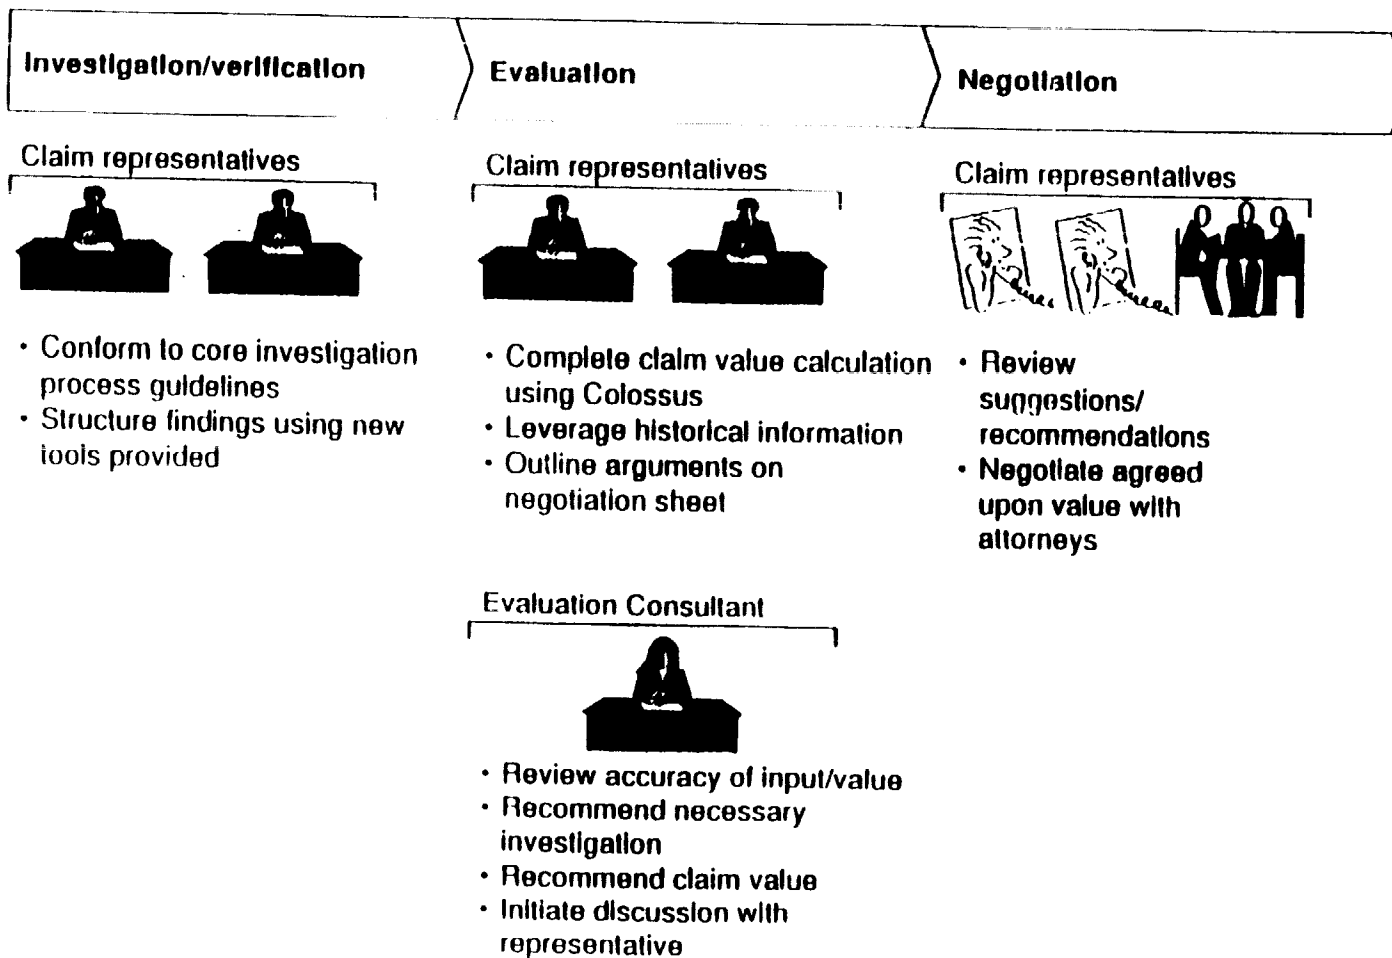 Investigation/verification
Evaluation
Negotiation
Claim representatives
• Conform to core investigation
process guidelines
• Structure findings using new
tools provided
Claim representatives
• Complete claim value calculation
using Colossus
• Leverage historical information
• Outline arguments on
negotiation sheet
Evaluation Consultant
• Review accuracy of input/value
• Recommend necessary
investigation
• Recommend claim value
• Initiate discussion with
representative
Claim representatives
• Review
suggestions/
recommendations
• Negotiate agreed
upon value with
attorneys